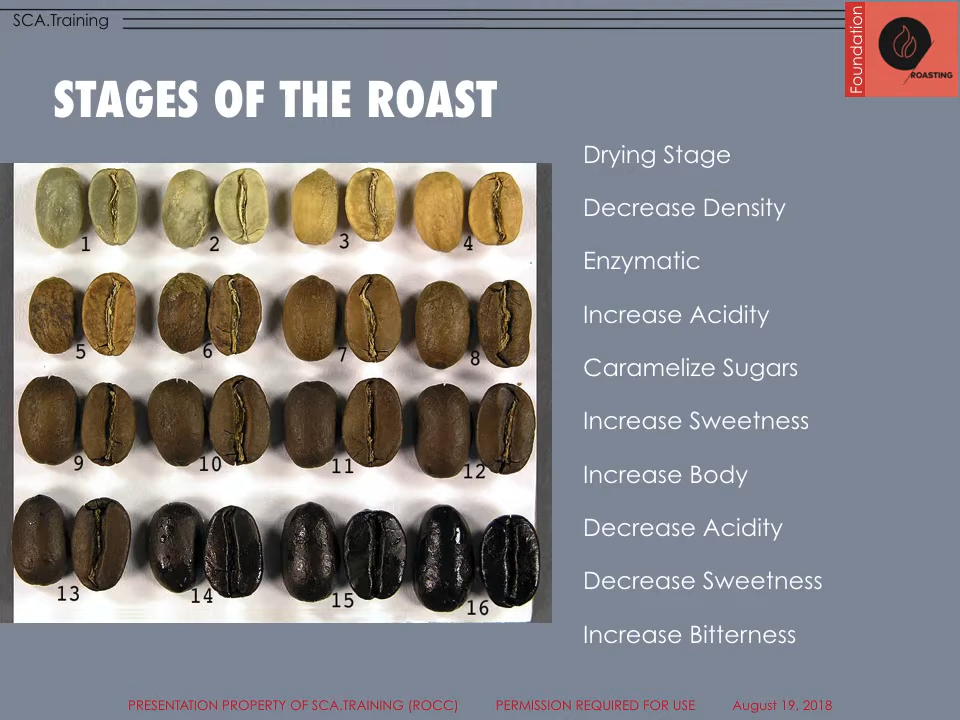 SCA.Training
Foundation
ROASTING
STAGES OF THE ROAST
Drying Stage
Decrease Density
Enzymatic
Increase Acidity
Caramelize Sugars
Increase Sweetness
Increase Body
Decrease Acidity
Decrease Sweetness
Increase Bitterness
1 2 3 4
5 6 7 8
9 10 11 12
13 14 15 16
PRESENTATION PROPERTY OF SCA.TRAINING (ROCC) PERMISSION REQUIRED FOR USE August 19, 2018